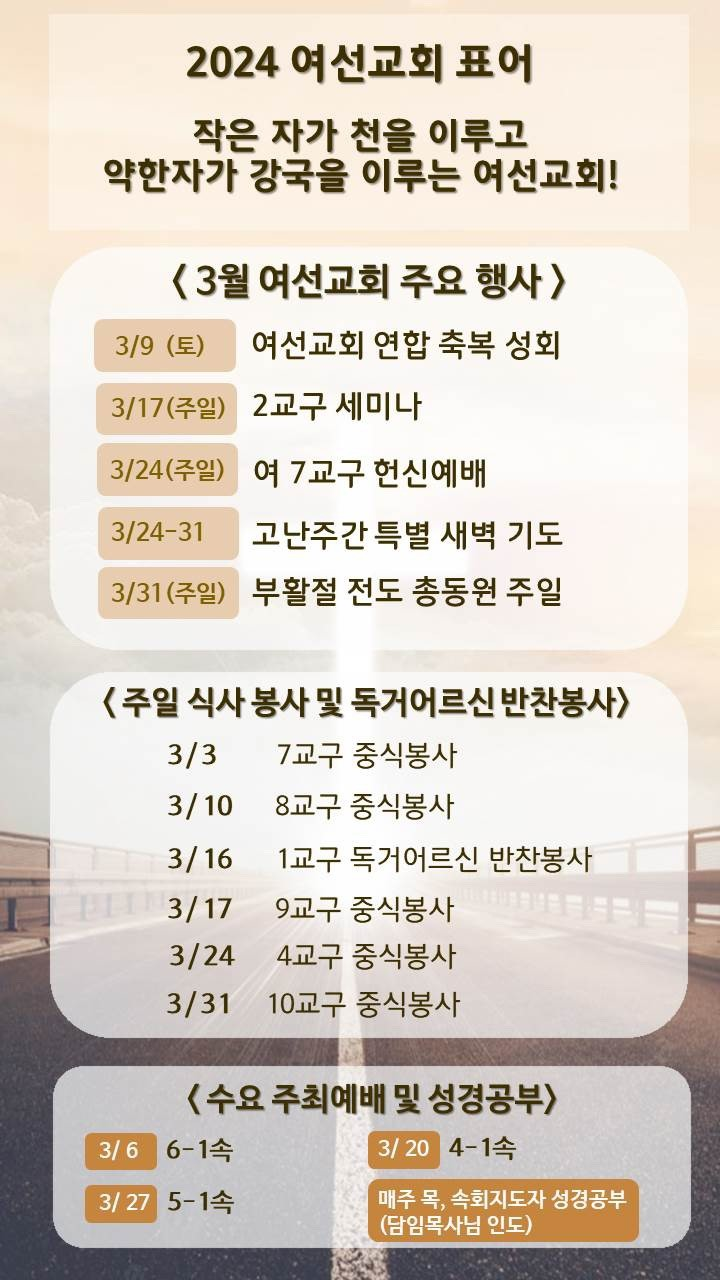 2024 여선교회 표어
작은 자가 천을 이루고
약한자가 강국을 이루는 여선교회!
< 3월 여선교회 주요 행사 >
3/9 (토) 여선교회 연합 축복 성회
3/17(주일) 2교구 세미나
3/24(주일) 여 7교구 헌신예배
3/24-31 고난주간 특별 새벽 기도
3/31(주일) 부활절 전도 총동원 주일
< 주일 식사 봉사 및 독거어르신 반찬봉사>
3/3 7교구 중식봉사
3/10 8교구 중식봉사
3/16 1교구 독거어르신 반찬봉사
3/17 9교구 중식봉사
3/24 4교구 중식봉사
3/31 10교구 중식봉사
< 수요 주최예배 및 성경공부>
3/ 6 6-1속 3/ 20 4-1속
3/ 27 5-1속
매주 목, 속회지도자 성경공부
(담임목사님 인도)